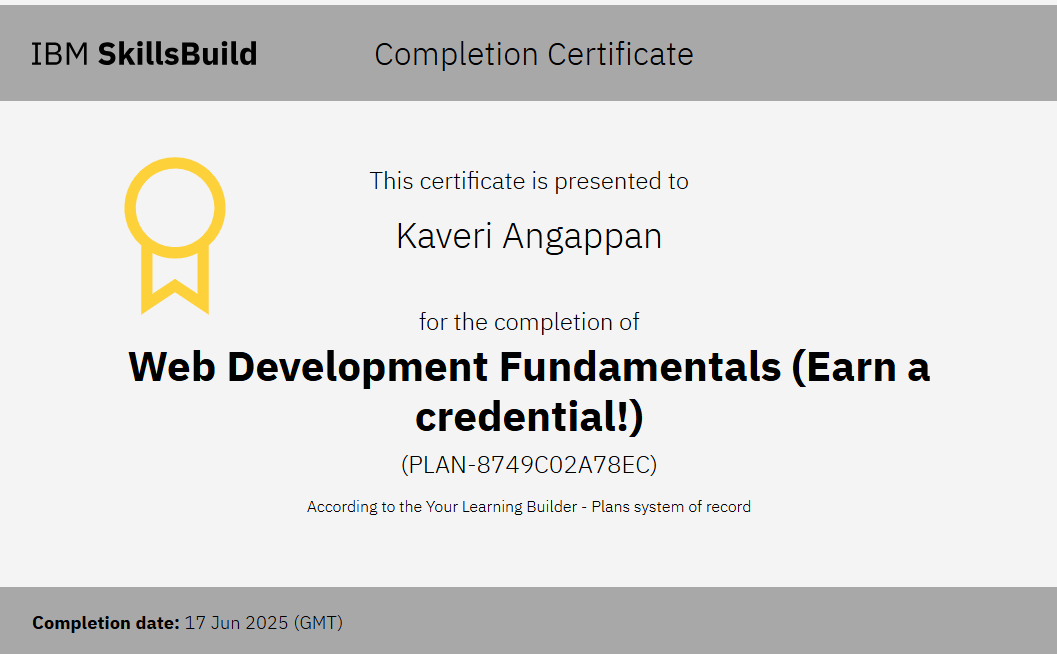 IBM SkillsBuild
Completion Certificate
This certificate is presented to
Kaveri Angappan
for the completion of
Web Development Fundamentals (Earn a
credential!)
(PLAN-8749C02A78EC)
According to the Your Learning Builder - Plans system of record
Completion date: 17 Jun 2025 (GMT)